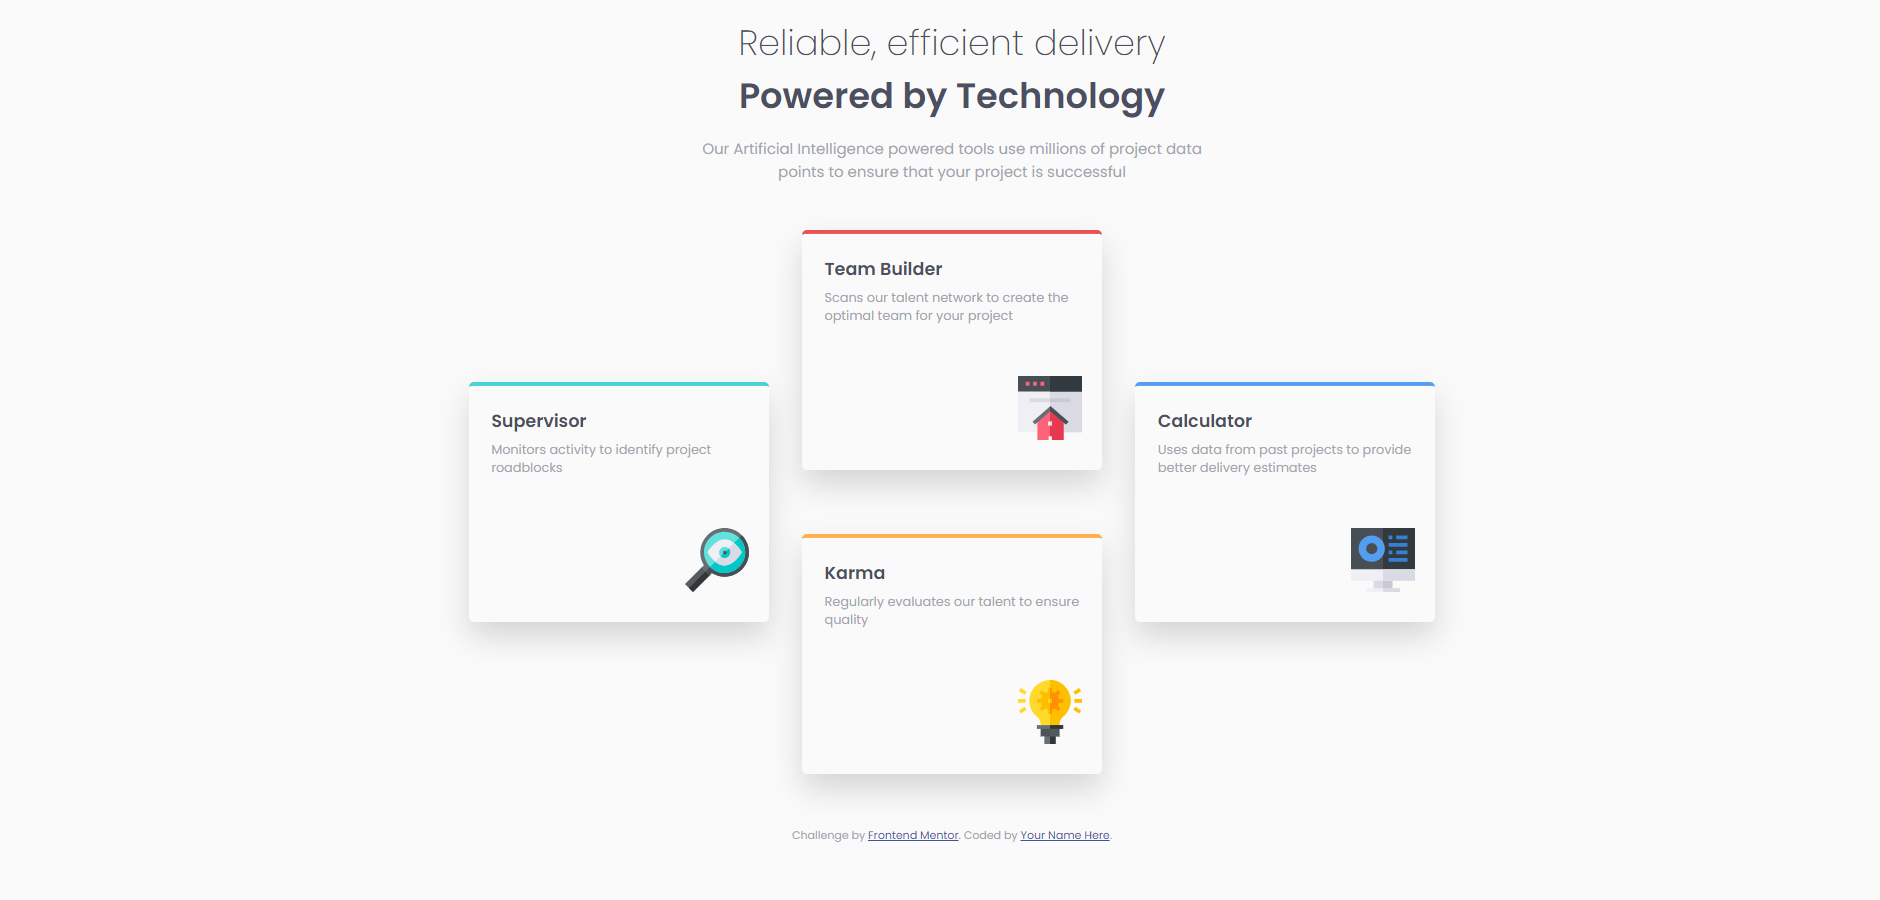 Reliable, efficient delivery
Powered by Technology
Our Artificial Intelligence powered tools use millions of project data
points to ensure that your project is successful
Team Builder
Scans our talent network to create the
optimal team for your project
Supervisor
Monitors activity to identify project
roadblocks
Calculator
Uses data from past projects to provide
better delivery estimates
Karma
Regularly evaluates our talent to ensure
quality
Challenge by Frontend Mentor. Coded by Your Name Here.